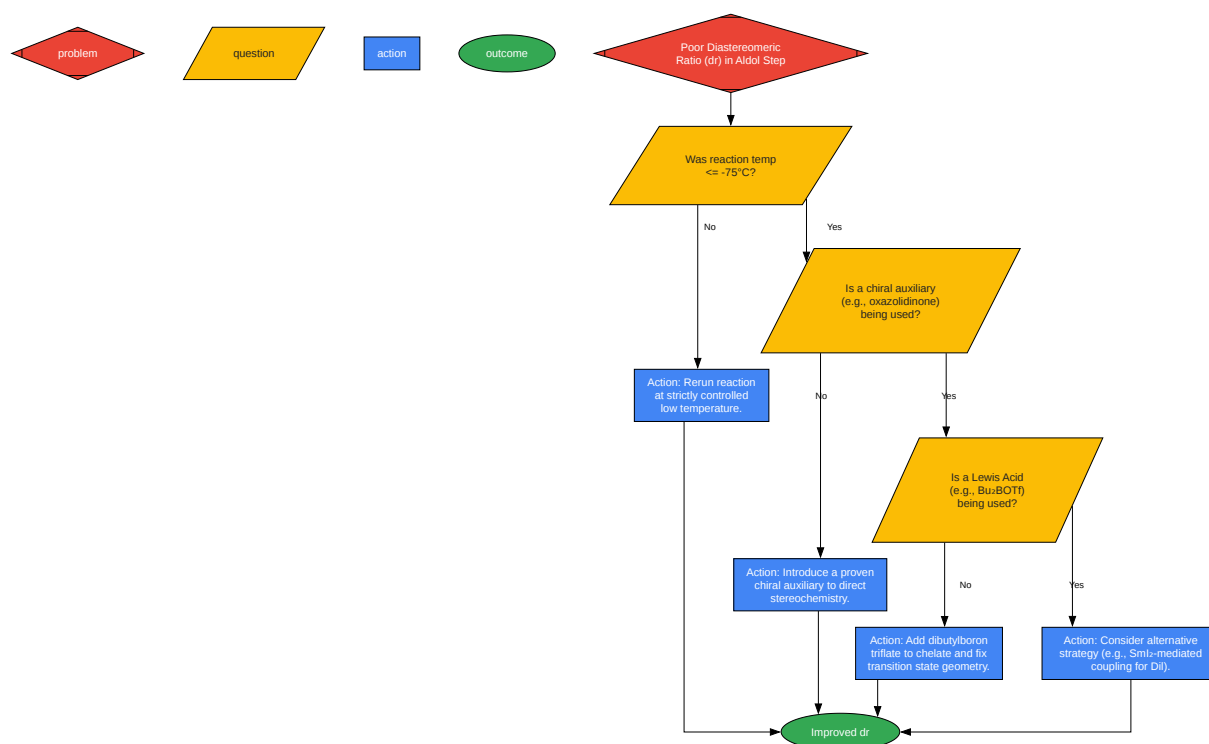 problem
question
action
outcome
Poor Diastereomeric
Ratio (dr) in Aldol Step
Was reaction temp
<= -75°C?
No
Yes
Is a chiral auxiliary
(e.g., oxazolidinone)
being used?
Action: Rerun reaction
at strictly controlled
low temperature.
No
Yes
Is a Lewis Acid
(e.g., Bu₂BOTf)
being used?
Action: Introduce a proven
chiral auxiliary to direct
stereochemistry.
No
Yes
Action: Add dibutylboron
triflate to chelate and fix
transition state geometry.
Action: Consider alternative
strategy (e.g., SmI₂-mediated
coupling for DiI).
Improved dr